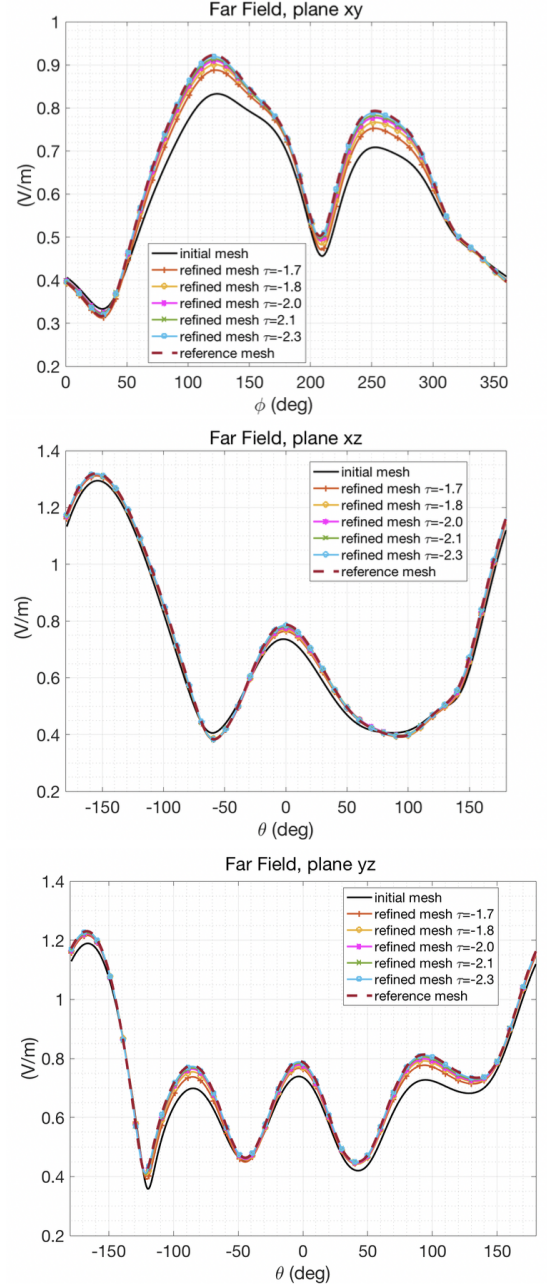 Far Field, plane xy
1
0.9
0.8
0.7
0.6
0.5
0.4
0.3
0.2
(V/m)
initial mesh
refined mesh τ=-1.7
refined mesh τ=-1.8
refined mesh τ=-2.0
refined mesh τ=2.1
refined mesh τ=-2.3
reference mesh
0 50 100 150 200 250 300 350
ϕ (deg)
Far Field, plane xz
1.4
1.2
1
0.8
0.6
0.4
0.2
(V/m)
initial mesh
refined mesh τ=-1.7
refined mesh τ=-1.8
refined mesh τ=-2.0
refined mesh τ=-2.1
refined mesh τ=-2.3
reference mesh
-150 -100 -50 0 50 100 150
θ (deg)
Far Field, plane yz
1.4
1.2
1
0.8
0.6
0.4
0.2
(V/m)
initial mesh
refined mesh τ=-1.7
refined mesh τ=-1.8
refined mesh τ=-2.0
refined mesh τ=-2.1
refined mesh τ=-2.3
reference mesh
-150 -100 -50 0 50 100 150
θ (deg)